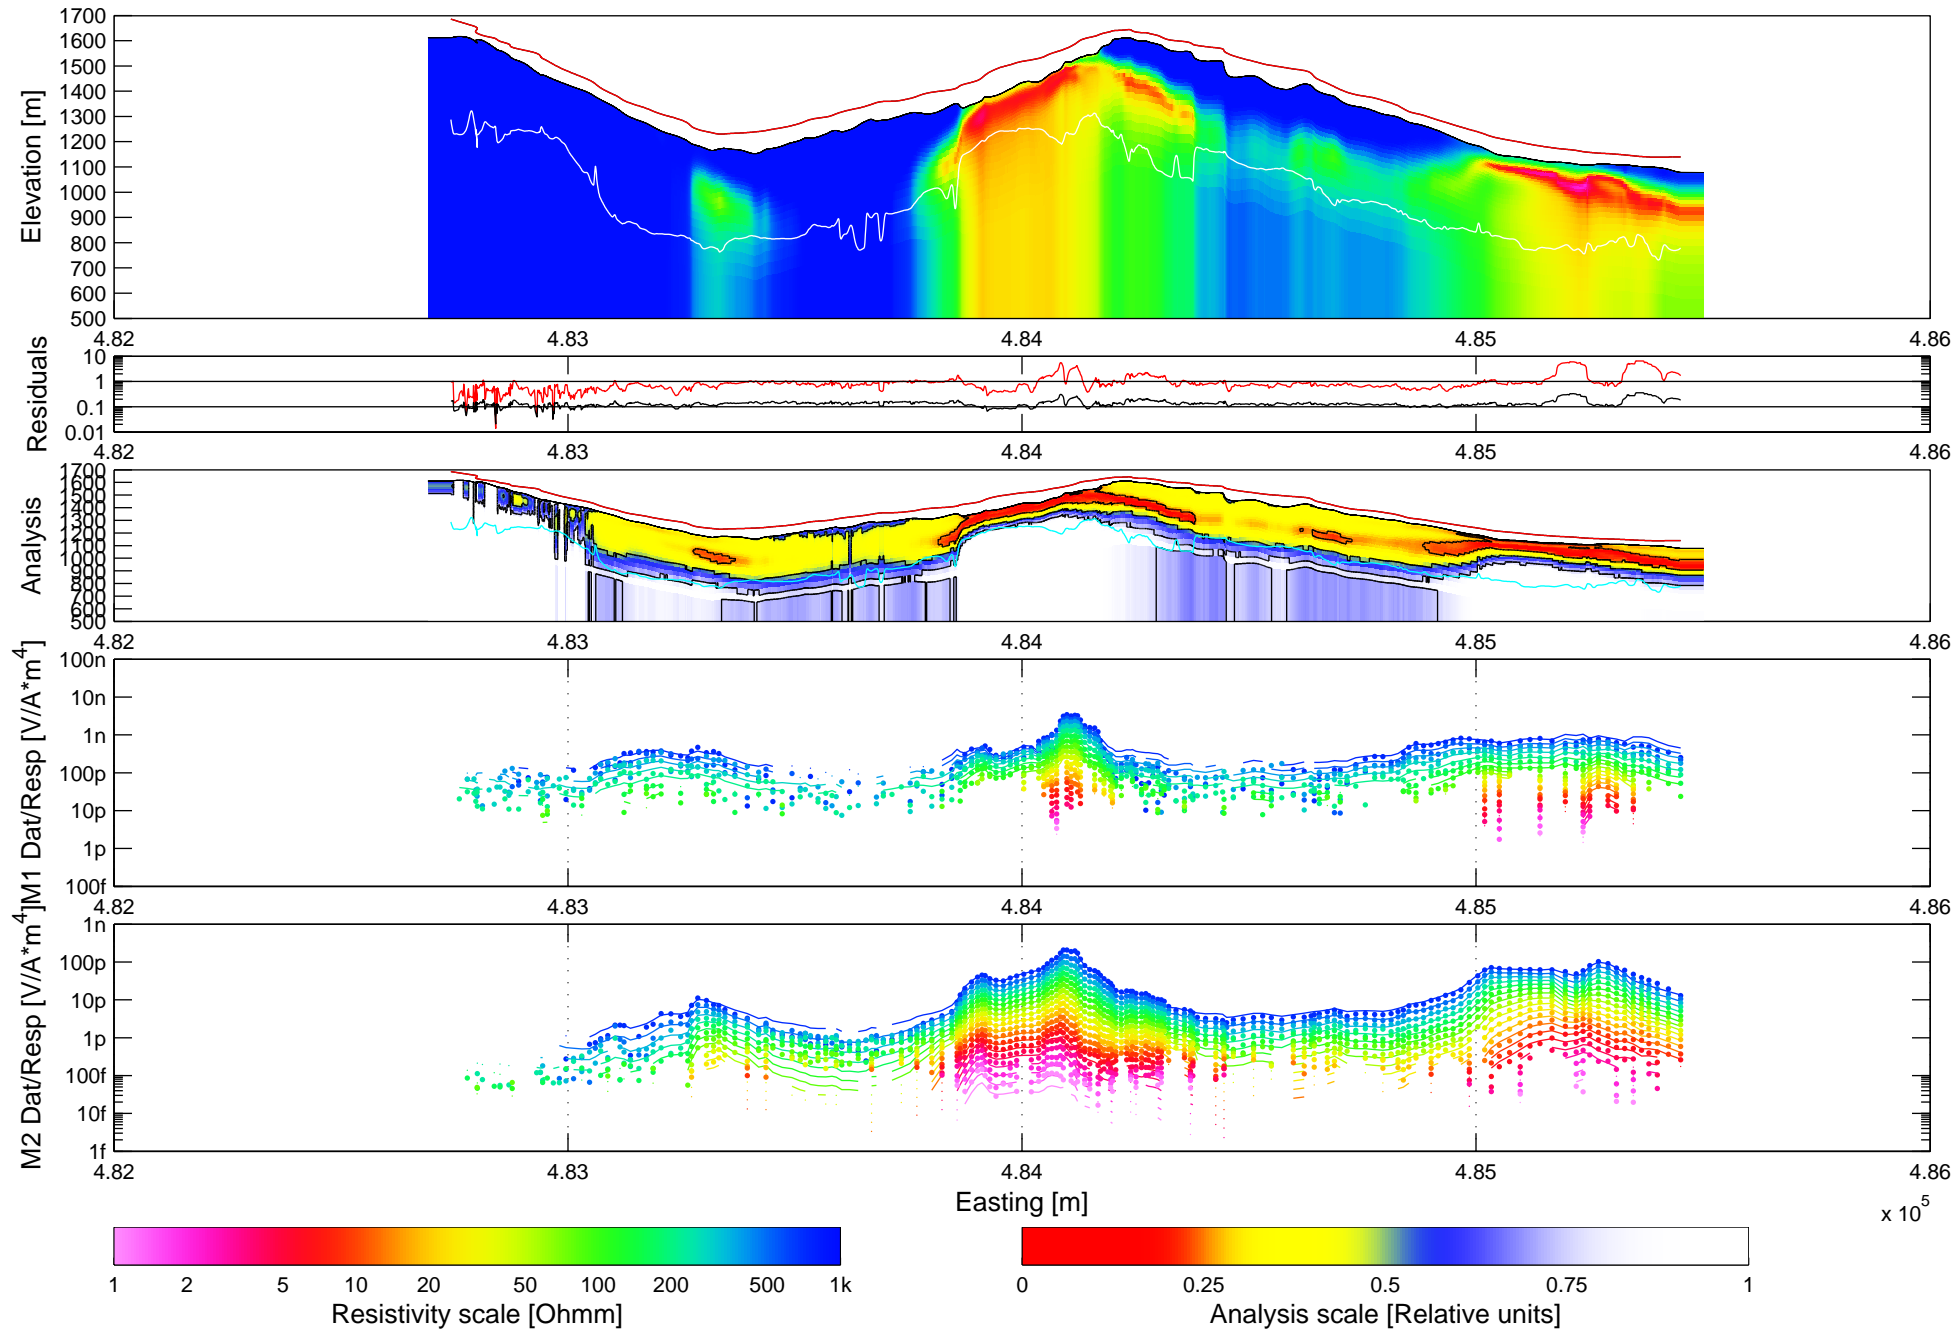 1700
1600
1500
1400
1300
1200
1100
1000
900
800
700
600
500
Elevation [m]
4.82 4.83 4.84 4.85 4.86
10
1
0.1
0.01
Residuals
4.82 4.83 4.84 4.85 4.86
1700
1600
1500
1400
1300
1200
1100
1000
900
800
700
600
500
Analysis
4.82 4.83 4.84 4.85 4.86
100n
10n
1n
100p
10p
1p
100f
M1 Dat/Resp [V/A*m4]
4.82 4.83 4.84 4.85 4.86
1n
100p
10p
1p
100f
10f
1f
M2 Dat/Resp [V/A*m4]
4.82 4.83 4.84 4.85 4.86
Easting [m]
x 10^5
1 2 5 10 20 50 100 200 500 1k
Resistivity scale [Ohmm]
0 0.25 0.5 0.75 1
Analysis scale [Relative units]